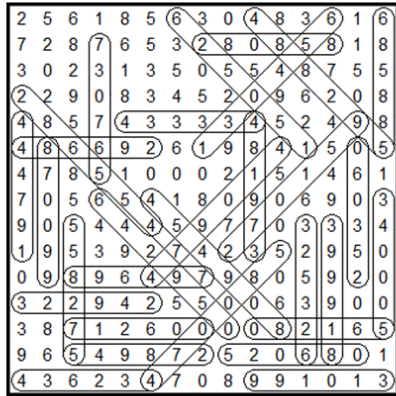 2 5 6 1 8 5 6 3 0 4 8 3 6 1 6
7 2 8 7 6 5 3 2 8 0 8 5 8 1 8
3 0 2 3 1 3 5 0 5 5 4 8 7 5 5
2 2 9 0 8 3 4 5 2 0 9 6 2 0 8
4 8 5 7 4 3 3 3 3 4 5 2 4 9 8
4 8 6 6 9 2 6 1 9 8 4 1 5 0 5
4 7 8 5 1 0 0 0 2 1 5 1 4 6 1
7 0 5 6 5 4 1 8 0 9 0 6 9 0 3
9 0 5 4 4 4 5 9 7 7 0 3 3 3 4
1 9 5 3 9 2 7 4 2 3 5 2 9 5 0
0 9 8 9 6 4 9 7 9 8 0 5 9 2 0
3 2 2 9 4 2 5 5 0 0 6 3 9 0 0
3 8 7 1 2 6 0 0 0 0 8 2 1 6 5
9 6 5 4 9 8 7 2 5 2 0 6 8 0 1
4 3 6 2 3 4 7 0 8 9 9 1 0 1 3